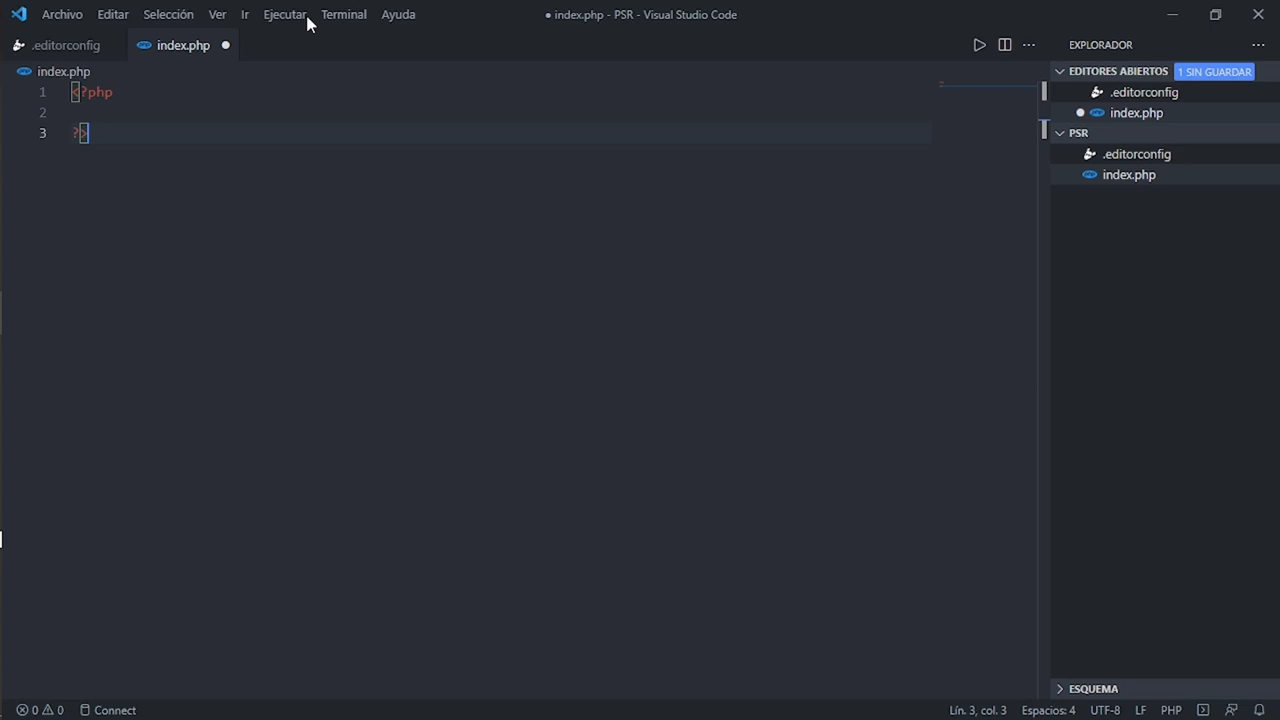 Archivo Editar Selección Ver Ir Ejecutar Terminal Ayuda ● index.php - PSR - Visual Studio Code
.editorconfig index.php
index.php
1 <?php
2
3 ?>
EXPLORADOR
EDITORES ABIERTOS 1 SIN GUARDAR
.editorconfig
index.php
PSR
.editorconfig
index.php
ESQUEMA
0 0 Connect Lín. 3, col. 3 Espacios: 4 UTF-8 LF PHP